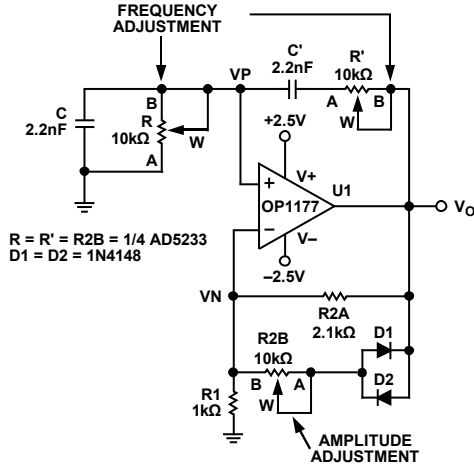 FREQUENCY
ADJUSTMENT
C'
2.2nF
R'
10kΩ
VP
A
B
W
C
2.2nF
B
R
10kΩ
A
W
+2.5V
V+
U1
+
OP1177
–
V–
–2.5V
VO
R = R' = R2B = 1/4 AD5233
D1 = D2 = 1N4148
VN
R2A
2.1kΩ
R2B
10kΩ
B
A
W
D1
D2
R1
1kΩ
AMPLITUDE
ADJUSTMENT